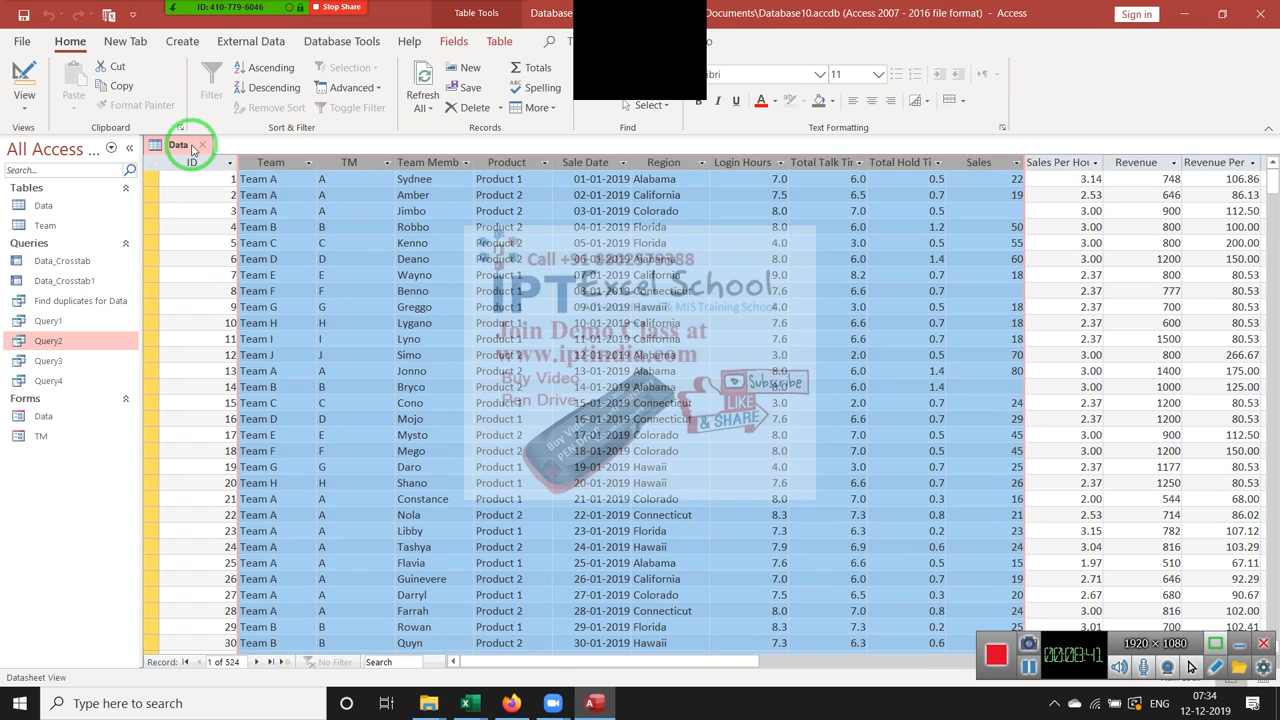 ID: 410-779-6046 Stop Share
Table Tools Database Documents\Database10.accdb (Access 2007 - 2016 file format) - Access Sign in
File Home New Tab Create External Data Database Tools Help Fields Table
View Paste Cut Copy Format Painter
Filter Ascending Descending Remove Sort Selection Advanced Toggle Filter
Refresh All New Save Delete Totals Spelling More
Select 11
B I U A
Views Clipboard Sort & Filter Records Find Text Formatting
All Access ...
Search...
Tables
Data
Team
Queries
Data_Crosstab
Data_Crosstab1
Find duplicates for Data
Query1
Query2
Query3
Query4
Forms
Data
TM
Data
ID Team TM Team Memb Product Sale Date Region Login Hours Total Talk Tir Total Hold Ti Sales Sales Per Hou Revenue Revenue Per
1 Team A A Sydnee Product 1 01-01-2019 Alabama 7.0 6.0 0.5 22 3.14 748 106.86
2 Team A A Amber Product 2 02-01-2019 California 7.5 6.5 0.7 19 2.53 646 86.13
3 Team A A Jimbo Product 2 03-01-2019 Colorado 8.0 7.0 0.5 3.00 900 112.50
4 Team B B Robbo Product 2 04-01-2019 Florida 8.0 6.0 1.2 50 3.00 800 100.00
5 Team C C Kenno Product 2 05-01-2019 Florida 4.0 3.0 0.5 55 3.00 800 200.00
6 Team D D Deano Product 2 06-01-2019 Alabama 8.0 6.0 1.4 60 3.00 1200 150.00
7 Team E E Wayno Product 1 07-01-2019 California 9.0 8.2 0.7 18 2.37 800 80.53
8 Team F F Benno Product 1 08-01-2019 Connecticut 7.6 6.6 0.7 2.37 777 80.53
9 Team G G Greggo Product 1 09-01-2019 Hawaii 4.0 3.0 0.5 18 2.37 700 80.53
10 Team H H Lygano Product 1 10-01-2019 California 7.6 6.6 0.7 18 2.37 600 80.53
11 Team I I Lyno Product 1 11-01-2019 California 7.6 6.6 0.7 18 2.37 1500 80.53
12 Team J J Simo Product 2 12-01-2019 Alabama 3.0 2.0 0.5 70 3.00 800 266.67
13 Team A A Jonno Product 2 13-01-2019 Alabama 8.0 6.0 1.4 80 3.00 1400 175.00
14 Team B B Bryco Product 2 14-01-2019 Alabama 8.0 6.0 1.4 3.00 1000 125.00
15 Team C C Cono Product 1 15-01-2019 Connecticut 3.0 2.0 0.7 24 2.37 1200 80.53
16 Team D D Mojo Product 1 16-01-2019 Connecticut 7.6 6.6 0.7 29 2.37 1200 80.53
17 Team E E Mysto Product 2 17-01-2019 Colorado 8.0 7.0 0.5 45 3.00 900 112.50
18 Team F F Mego Product 2 18-01-2019 Colorado 8.0 7.0 0.5 45 3.00 1200 150.00
19 Team G G Daro Product 1 19-01-2019 Hawaii 4.0 3.0 0.7 25 2.37 1177 80.53
20 Team H H Shano Product 1 20-01-2019 Hawaii 7.6 6.6 0.7 26 2.37 1250 80.53
21 Team A A Constance Product 1 21-01-2019 Colorado 8.0 7.0 0.3 16 2.00 544 68.00
22 Team A A Nola Product 2 22-01-2019 Connecticut 8.3 7.3 0.8 21 2.53 714 86.02
23 Team A A Libby Product 1 23-01-2019 Florida 7.3 6.3 0.8 23 3.15 782 107.12
24 Team A A Tashya Product 2 24-01-2019 Hawaii 7.9 6.9 0.6 24 3.04 816 103.29
25 Team A A Flavia Product 1 25-01-2019 Alabama 7.6 6.6 0.5 15 1.97 510 67.11
26 Team A A Guinevere Product 2 26-01-2019 California 7.0 6.0 0.5 19 2.71 646 92.29
27 Team A A Darryl Product 1 27-01-2019 Colorado 7.5 6.5 0.3 20 2.67 680 90.67
28 Team A A Farrah Product 2 28-01-2019 Connecticut 8.0 7.0 0.8 24 3.00 816 102.00
29 Team B B Rowan Product 1 29-01-2019 Florida 8.3 7.3 0.2 3.01 700 102.41
30 Team B B Quyn Product 2 30-01-2019 Hawaii 7.3 6.3 0.6
iPT Excel School
& MIS Training School
Join Demo Class at
www.iptindia.com
Buy Video
Pen Drive
Subscribe
LIKE
& SHARE
Record: 1 of 524 No Filter Search
Datasheet View
1920 × 1080
00:08:41
Type here to search
07:34
12-12-2019